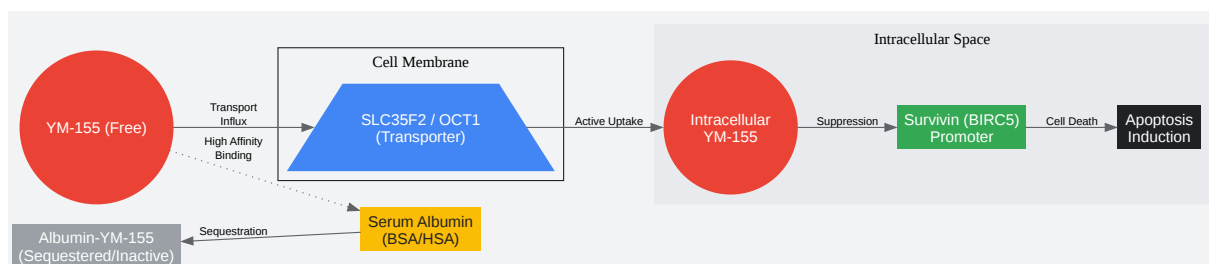 Intracellular Space
Cell Membrane
YM-155 (Free)
Transport
Influx
SLC35F2 / OCT1
(Transporter)
Active Uptake
Intracellular
YM-155
Suppression
Survivin (BIRC5)
Promoter
Cell Death
Apoptosis
Induction
High Affinity
Binding
Serum Albumin
(BSA/HSA)
Sequestration
Albumin-YM-155
(Sequestered/Inactive)